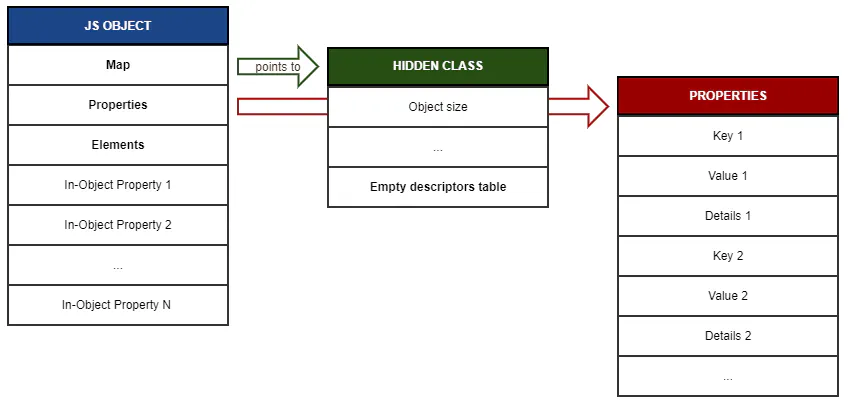 JS OBJECT
Map
Properties
Elements
In-Object Property 1
In-Object Property 2
...
In-Object Property N
points to
HIDDEN CLASS
Object size
...
Empty descriptors table
PROPERTIES
Key 1
Value 1
Details 1
Key 2
Value 2
Details 2
...